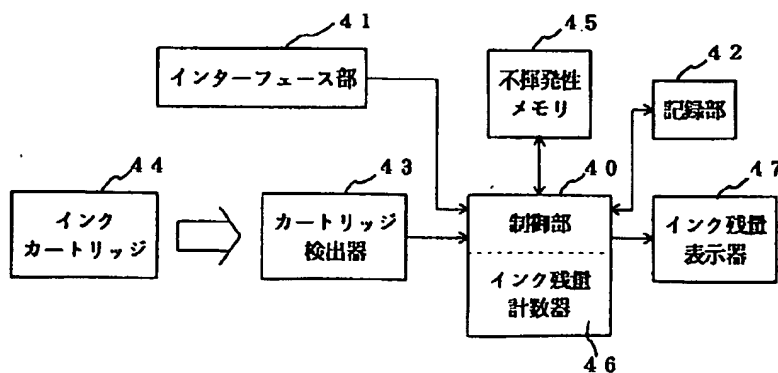 41
インターフェース部
45
不揮発性
メモリ
42
記録部
44
インク
カートリッジ
43
カートリッジ
検出器
40
制御部
インク残量
計数器
46
47
インク残量
表示器